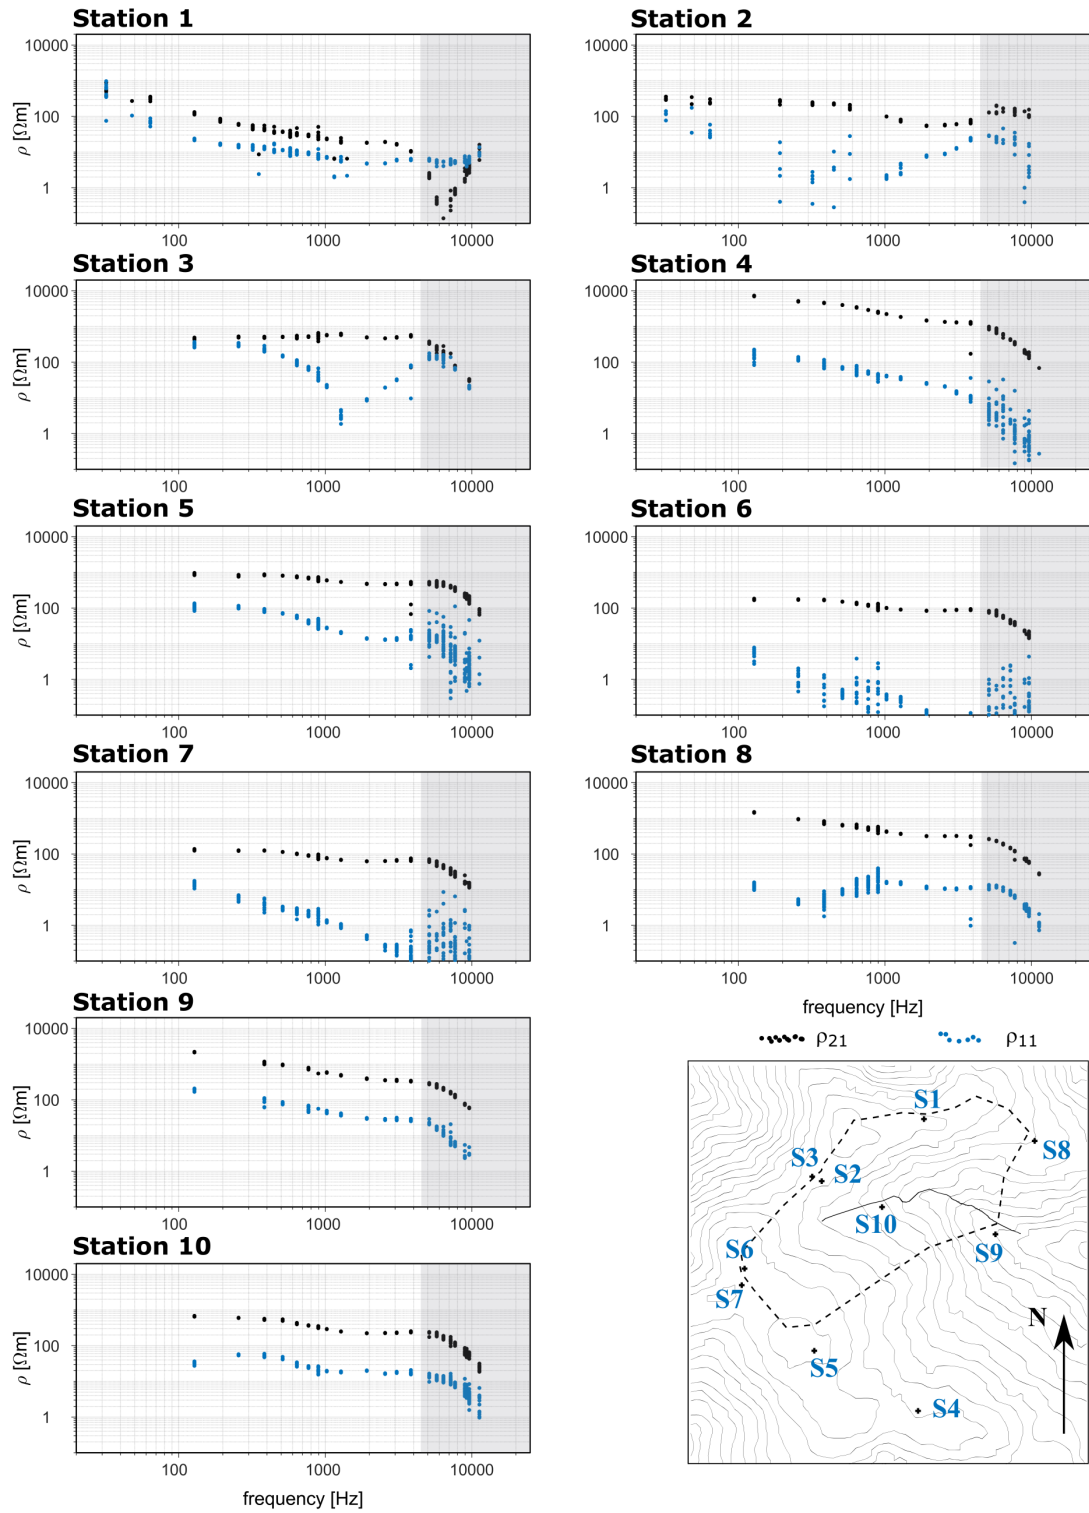 Station 1
Station 2
10000
100
1
ρ [Ωm]
100
1000
10000
10000
100
1
100
1000
10000
Station 3
Station 4
10000
100
1
ρ [Ωm]
100
1000
10000
10000
100
1
100
1000
10000
Station 5
Station 6
10000
100
1
ρ [Ωm]
100
1000
10000
10000
100
1
100
1000
10000
Station 7
Station 8
10000
100
1
ρ [Ωm]
100
1000
10000
10000
100
1
100
1000
10000
frequency [Hz]
Station 9
10000
100
1
ρ [Ωm]
100
1000
10000
ρ21
ρ11
Station 10
10000
100
1
ρ [Ωm]
100
1000
10000
frequency [Hz]
S1
S8
S3
S2
S10
S6
S9
S7
N
S5
S4